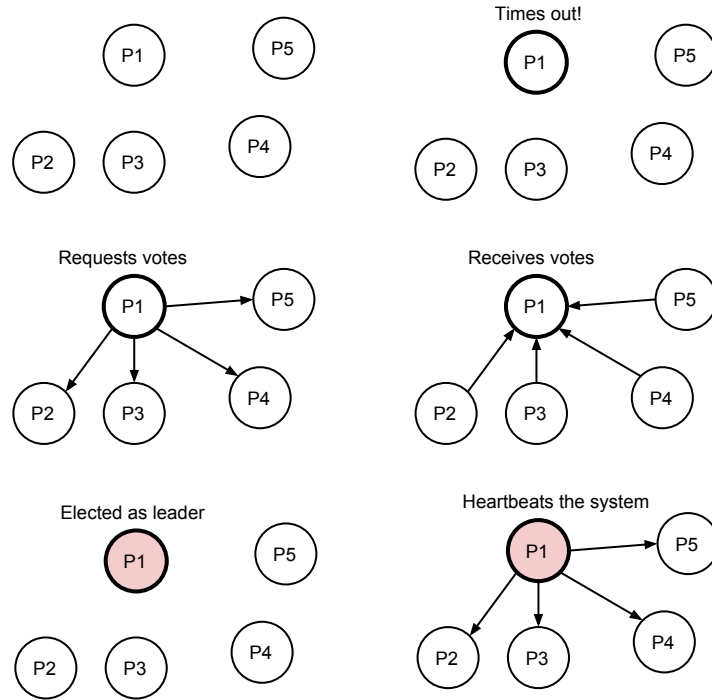 P1
P5
P2
P3
P4
Times out!
P1
P5
P2
P3
P4
Requests votes
P1
P5
P2
P3
P4
Receives votes
P1
P5
P2
P3
P4
Elected as leader
P1
P5
P2
P3
P4
Heartbeats the system
P1
P5
P2
P3
P4